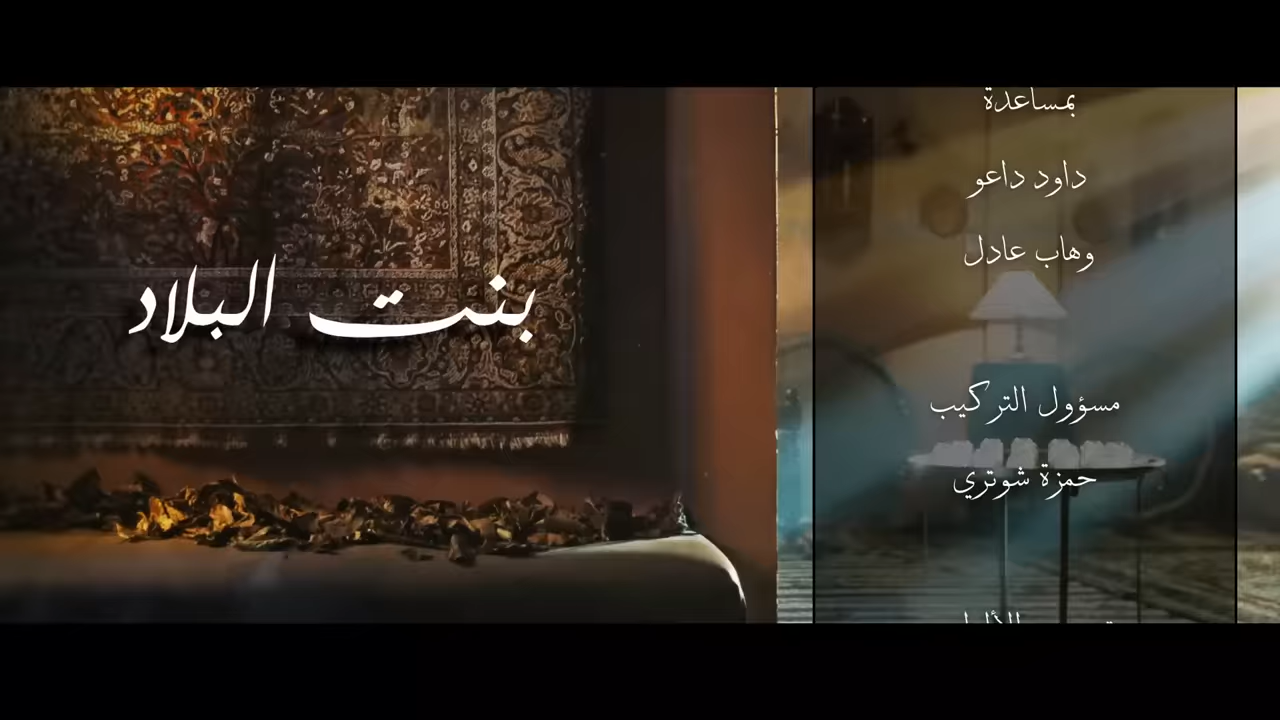 بنت البلاد
بمساعدة
داود داعو
وهاب عادل
مسؤول التركيب
حمزة شوتري